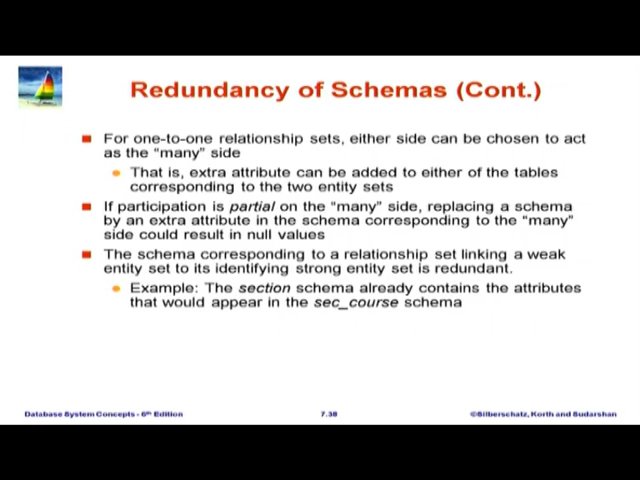 Redundancy of Schemas (Cont.)
For one-to-one relationship sets, either side can be chosen to act
as the "many" side
That is, extra attribute can be added to either of the tables
corresponding to the two entity sets
If participation is partial on the "many" side, replacing a schema
by an extra attribute in the schema corresponding to the "many"
side could result in null values
The schema corresponding to a relationship set linking a weak
entity set to its identifying strong entity set is redundant.
Example: The section schema already contains the attributes
that would appear in the sec_course schema
Database System Concepts - 6th Edition
7.38
©Silberschatz, Korth and Sudarshan